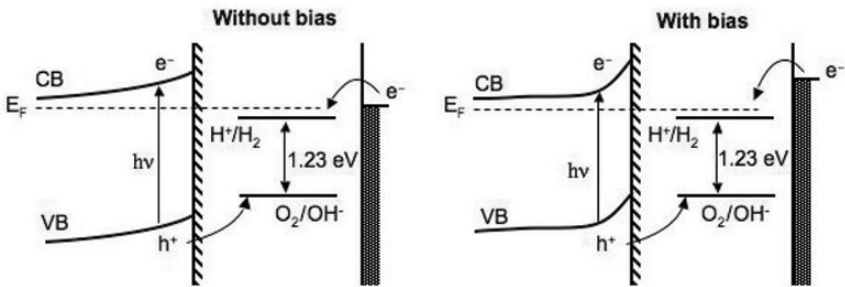 Without bias
CB
e⁻
E_F
hν
H⁺/H₂
1.23 eV
O₂/OH⁻
VB
h⁺
e⁻
With bias
CB
e⁻
E_F
hν
H⁺/H₂
1.23 eV
O₂/OH⁻
VB
h⁺
e⁻